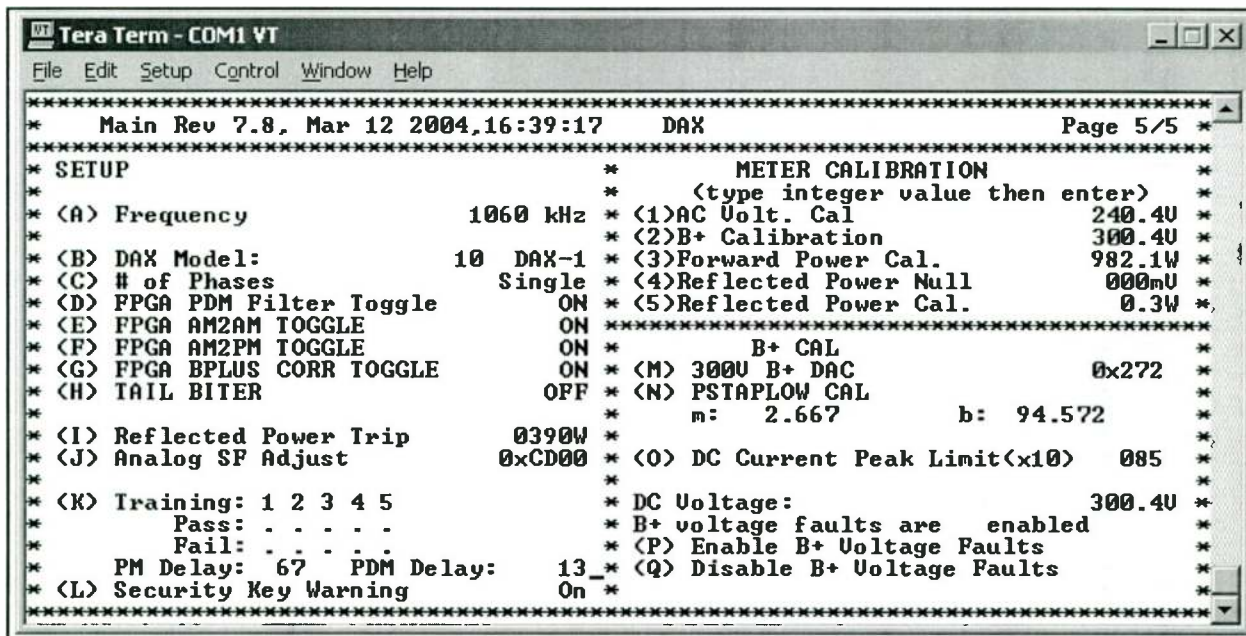 Tera Term - COM1 VT
File Edit Setup Control Window Help
*******************************************************************************
* Main Rev 7.8, Mar 12 2004,16:39:17 DAX Page 5/5 *
*******************************************************************************
* SETUP * METER CALIBRATION *
* * (type integer value then enter) *
* (A) Frequency 1060 kHz * (1)AC Volt. Cal 240.4V *
* * (2)B+ Calibration 300.4V *
* (B) DAX Model: 10 DAX-1 * (3)Forward Power Cal. 982.1W *
* (C) # of Phases Single * (4)Reflected Power Null 000mV *
* (D) FPGA PDM Filter Toggle ON * (5)Reflected Power Cal. 0.3W *
* (E) FPGA AM2AM TOGGLE ON ****************************************
* (F) FPGA AM2PM TOGGLE ON * B+ CAL *
* (G) FPGA BPLUS CORR TOGGLE ON * (M) 300V B+ DAC 0x272 *
* (H) TAIL BITER OFF * (N) PSTAPLOW CAL *
* * m: 2.667 b: 94.572 *
* (I) Reflected Power Trip 0390W * *
* (J) Analog SF Adjust 0xCD00 * (O) DC Current Peak Limit(x10) 085 *
* * *
* (K) Training: 1 2 3 4 5 * DC Voltage: 300.4V *
* Pass: . . . . . * B+ voltage faults are enabled *
* Fail: . . . . . * (P) Enable B+ Voltage Faults *
* PM Delay: 67 PDM Delay: 13_* (Q) Disable B+ Voltage Faults *
* (L) Security Key Warning On * *
*******************************************************************************